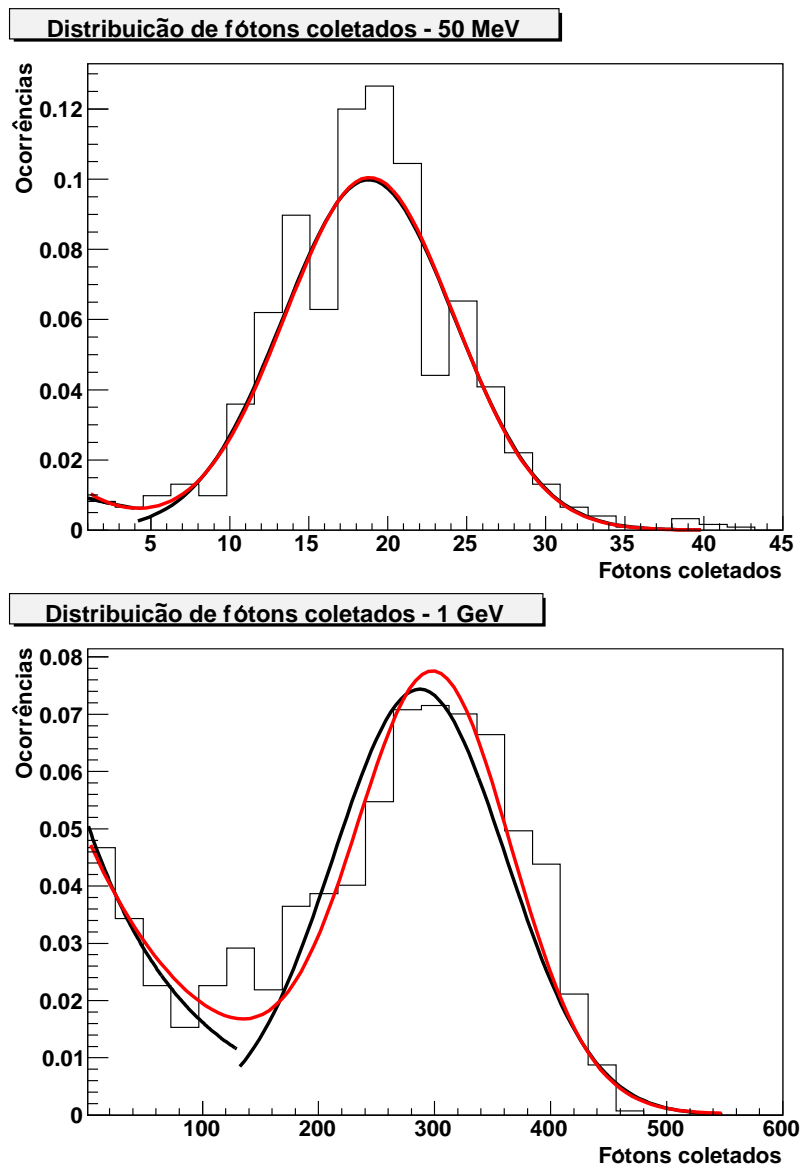 Distribuicão de fótons coletados - 50 MeV
Ocorrências
0.12
0.1
0.08
0.06
0.04
0.02
0
5 10 15 20 25 30 35 40 45
Fótons coletados
Distribuicão de fótons coletados - 1 GeV
Ocorrências
0.08
0.07
0.06
0.05
0.04
0.03
0.02
0.01
0
100 200 300 400 500 600
Fótons coletados